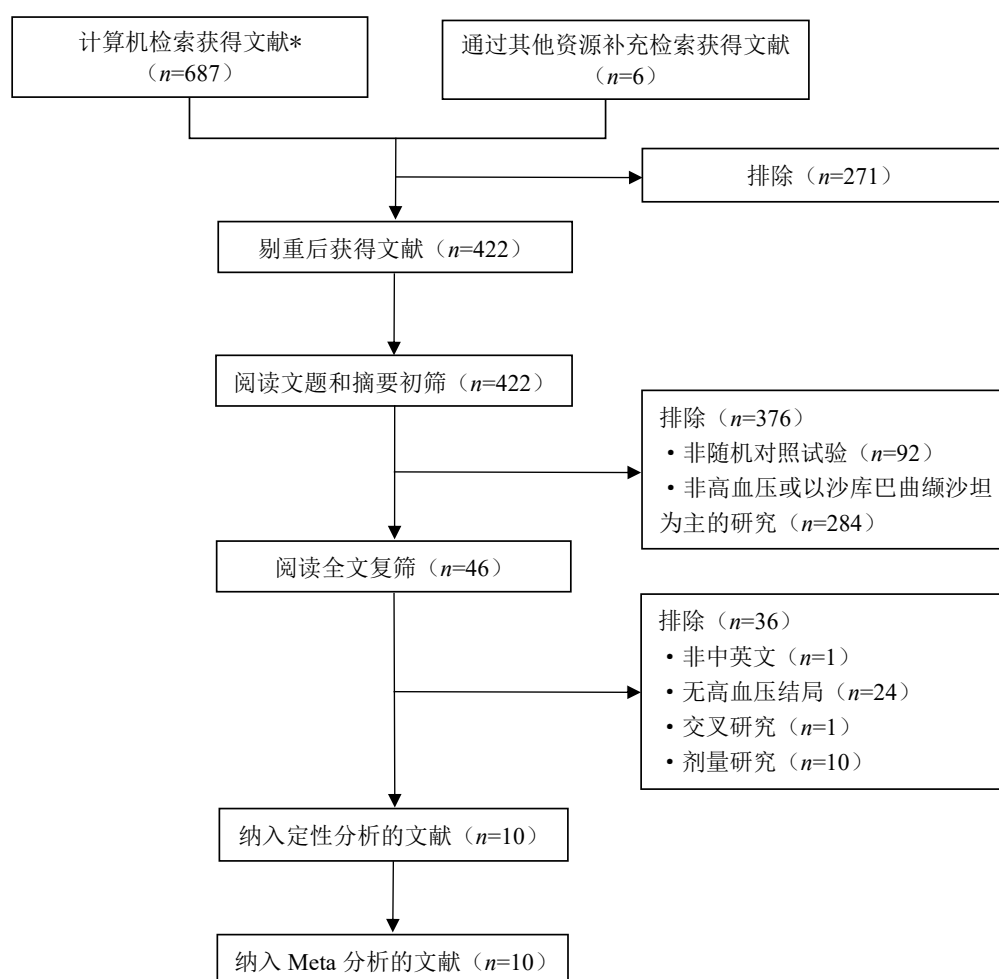 计算机检索获得文献*
（n=687）
通过其他资源补充检索获得文献
（n=6）
排除（n=271）
剔重后获得文献（n=422）
阅读文题和摘要初筛（n=422）
排除（n=376）
・非随机对照试验（n=92）
・非高血压或以沙库巴曲缬沙坦
为主的研究（n=284）
阅读全文复筛（n=46）
排除（n=36）
・非中英文（n=1）
・无高血压结局（n=24）
・交叉研究（n=1）
・剂量研究（n=10）
纳入定性分析的文献（n=10）
纳入 Meta 分析的文献（n=10）